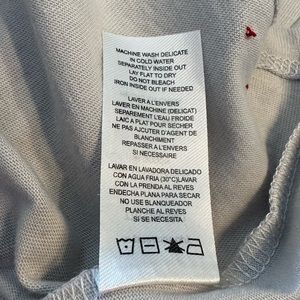 MACHINE WASH DELICATE
IN COLD WATER
SEPARATELY INSIDE OUT
LAY FLAT TO DRY
DO NOT BLEACH
IRON INSIDE OUT IF NEEDED
LAVER A L'ENVERS
LAVER EN MACHINE (DELICAT)
SEPAREMENT L'EAU FROIDE
LAIC A PLAT POUR SECHER
NE PAS AJOUTER D'AGENT DE
BLANCHIMENT
REPASSER A L'ENVERS
SI NECESSAIRE
LAVAR EN LAVADORA DELICADO
CON AGUA FRIA (30°C)LAVAR
CON LA PRENDA AL REVES
ENDECHA PLANA PARA SECAR
NO USE BLANQUEADOR
PLANCHE AL REVES
SI SE NECESITA